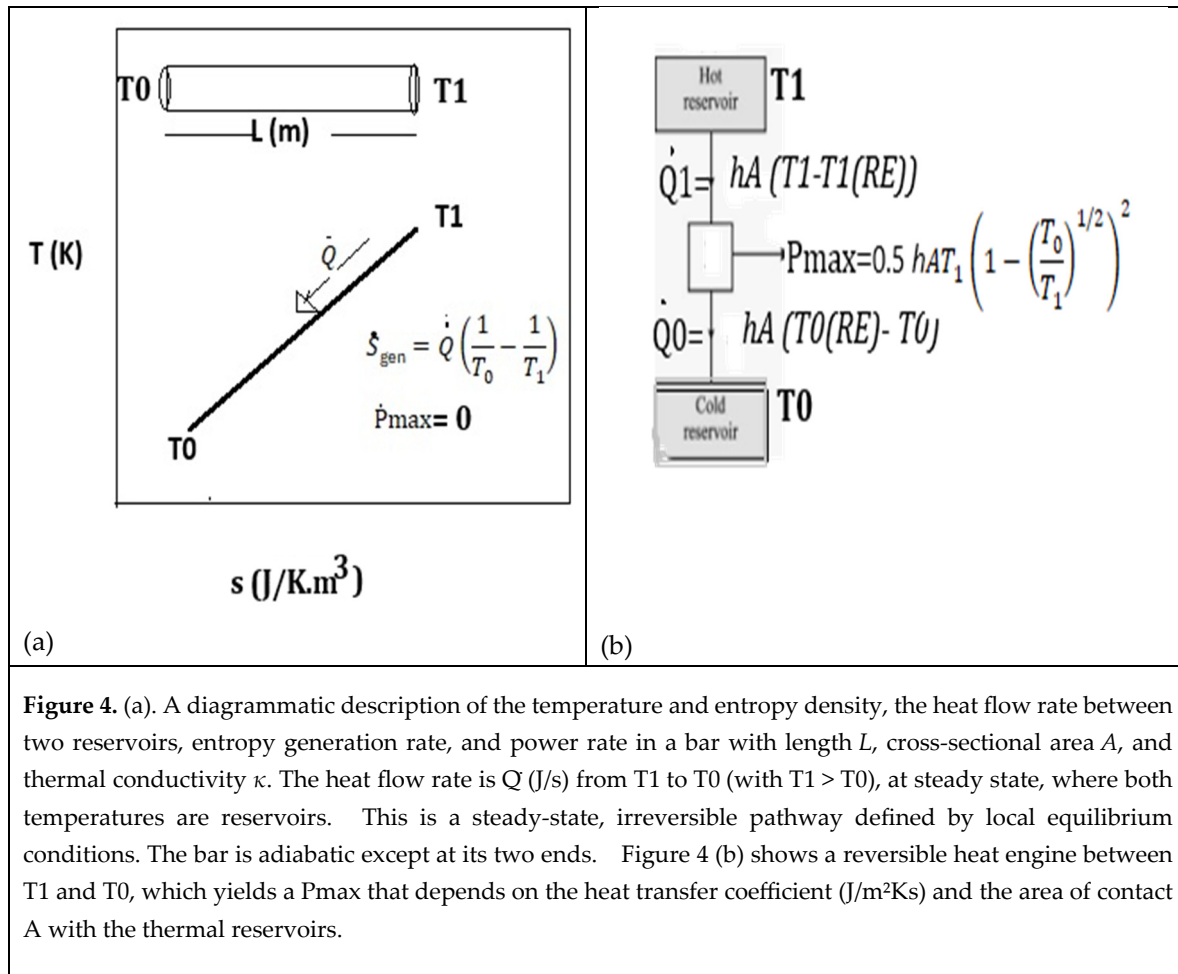 T0
T1
L (m)
T (K)
T1
Q̇
Ṡgen = Q̇ (1/T0 − 1/T1)
Ṗmax= 0
T0
s (J/K.m³)
(a)
Hot
reservoir
T1
Q̇1= hA (T1-T1(RE))
Pmax=0.5 hAT₁(1 − (T₀/T₁)^1/2)^2
Q̇0= hA (T0(RE)- T0)
Cold
reservoir
T0
(b)
Figure 4. (a). A diagrammatic description of the temperature and entropy density, the heat flow rate between
two reservoirs, entropy generation rate, and power rate in a bar with length L, cross-sectional area A, and
thermal conductivity κ. The heat flow rate is Q̇ (J/s) from T1 to T0 (with T1 > T0), at steady state, where both
temperatures are reservoirs. This is a steady-state, irreversible pathway defined by local equilibrium
conditions. The bar is adiabatic except at its two ends. Figure 4 (b) shows a reversible heat engine between
T1 and T0, which yields a Pmax that depends on the heat transfer coefficient (J/m²Ks) and the area of contact
A with the thermal reservoirs.